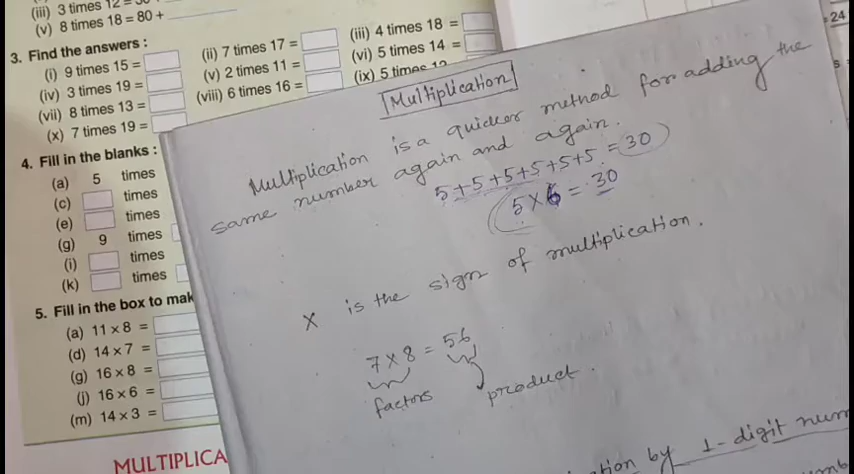 (iii) 3 times 12 =
(v) 8 times 18 = 80 +
3. Find the answers :
(i) 9 times 15 =
(ii) 7 times 17 =
(iii) 4 times 18 =
(iv) 3 times 19 =
(v) 2 times 11 =
(vi) 5 times 14 =
(vii) 8 times 13 =
(viii) 6 times 16 =
(ix) 5 times
(x) 7 times 19 =
4. Fill in the blanks :
(a) 5 times
(c) times
(e) times
(g) 9 times
(i) times
(k) times
5. Fill in the box to mak
(a) 11 × 8 =
(d) 14 × 7 =
(g) 16 × 8 =
(j) 16 × 6 =
(m) 14 × 3 =
MULTIPLICA
24
Multiplication
Multiplication is a quicker method for adding the
same number again and again.
5+5+5+5+5+5 = 30
5×6 = 30
X is the sign of multiplication.
7 × 8 = 56
factors product.
by 1-digit num